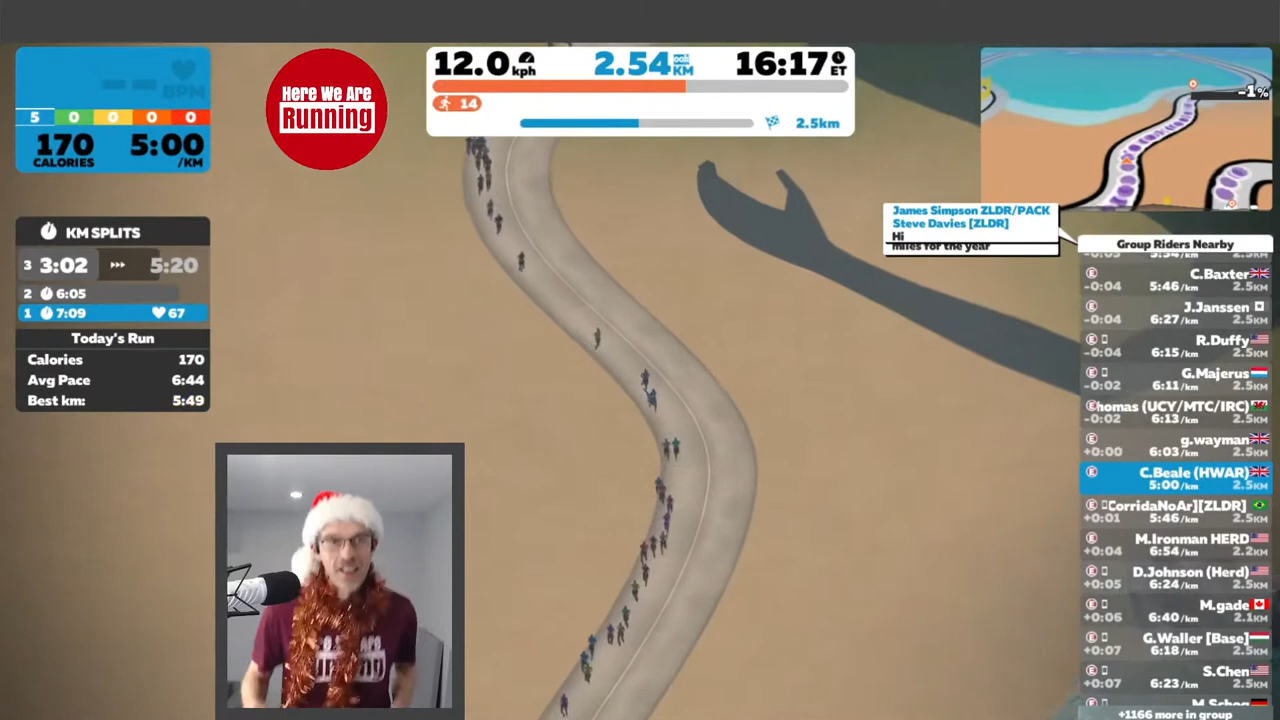 BPM
5 0 0 0 0
170 5:00
CALORIES /KM
Here We Are
Running
12.0 kph 2.54 KM 16:17 ET
14
2.5km
-1%
KM SPLITS
3 3:02 5:20
2 6:05
1 7:09 67
Today's Run
Calories 170
Avg Pace 6:44
Best km: 5:49
James Simpson ZLDR/PACK
Steve Davies [ZLDR]
Hi
miles for the year
Group Riders Nearby
C.Baxter
-0:04 5:46 /km 2.5KM
J.Janssen
-0:04 6:27 /km 2.5KM
R.Duffy
-0:04 6:15 /km 2.5KM
G.Majerus
-0:02 6:11 /km 2.5KM
homas (UCY/MTC/IRC)
-0:02 6:13 /km 2.5KM
g.wayman
+0:00 6:03 /km 2.5KM
C.Beale (HWAR)
5:00 /km 2.5KM
CorridaNoAr][ZLDR]
+0:01 5:46 /km 2.5KM
M.Ironman HERD
+0:04 6:54 /km 2.2KM
D.Johnson (Herd)
+0:05 6:24 /km 2.5KM
M.gade
+0:06 6:40 /km 2.1KM
G.Waller [Base]
+0:07 6:18 /km 2.5KM
S.Chen
+0:07 6:23 /km 2.5KM
+1166 more in group